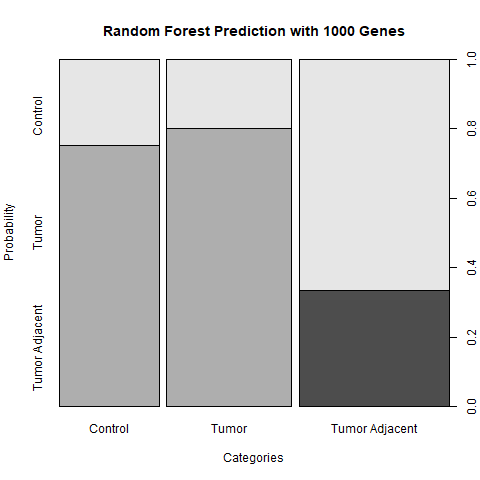 Random Forest Prediction with 1000 Genes
Probability
Control
Tumor
Tumor Adjacent
1.0
0.8
0.6
0.4
0.2
0.0
Control
Tumor
Tumor Adjacent
Categories